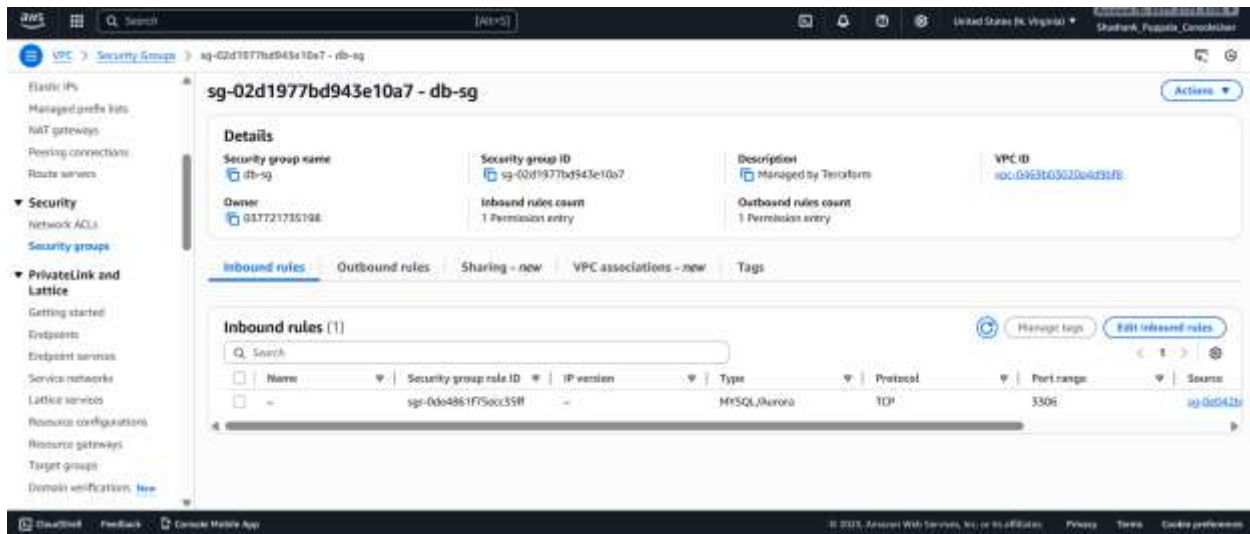 aws
Search
[Alt+S]
United States (N. Virginia) ▼
Shashank_Puppala_ConsoleUser
VPC > Security Groups > sg-02d1977bd943e10a7 - db-sg
Elastic IPs
Managed prefix lists
NAT gateways
Peering connections
Route servers
Security
Network ACLs
Security groups
PrivateLink and
Lattice
Getting started
Endpoints
Endpoint services
Service networks
Lattice services
Resource configurations
Resource gateways
Target groups
Domain verifications New
sg-02d1977bd943e10a7 - db-sg
Actions ▼
Details
Security group name
db-sg
Security group ID
sg-02d1977bd943e10a7
Description
Managed by Terraform
VPC ID
Owner
037721735198
Inbound rules count
1 Permission entry
Outbound rules count
1 Permission entry
Inbound rules Outbound rules Sharing - new VPC associations - new Tags
Inbound rules (1)
Manage tags
Edit inbound rules
Search
1
Name Security group rule ID IP version Type Protocol Port range Source
– – MYSQL/Aurora TCP 3306
CloudShell Feedback Console Mobile App
© 2025, Amazon Web Services, Inc. or its affiliates. Privacy Terms Cookie preferences